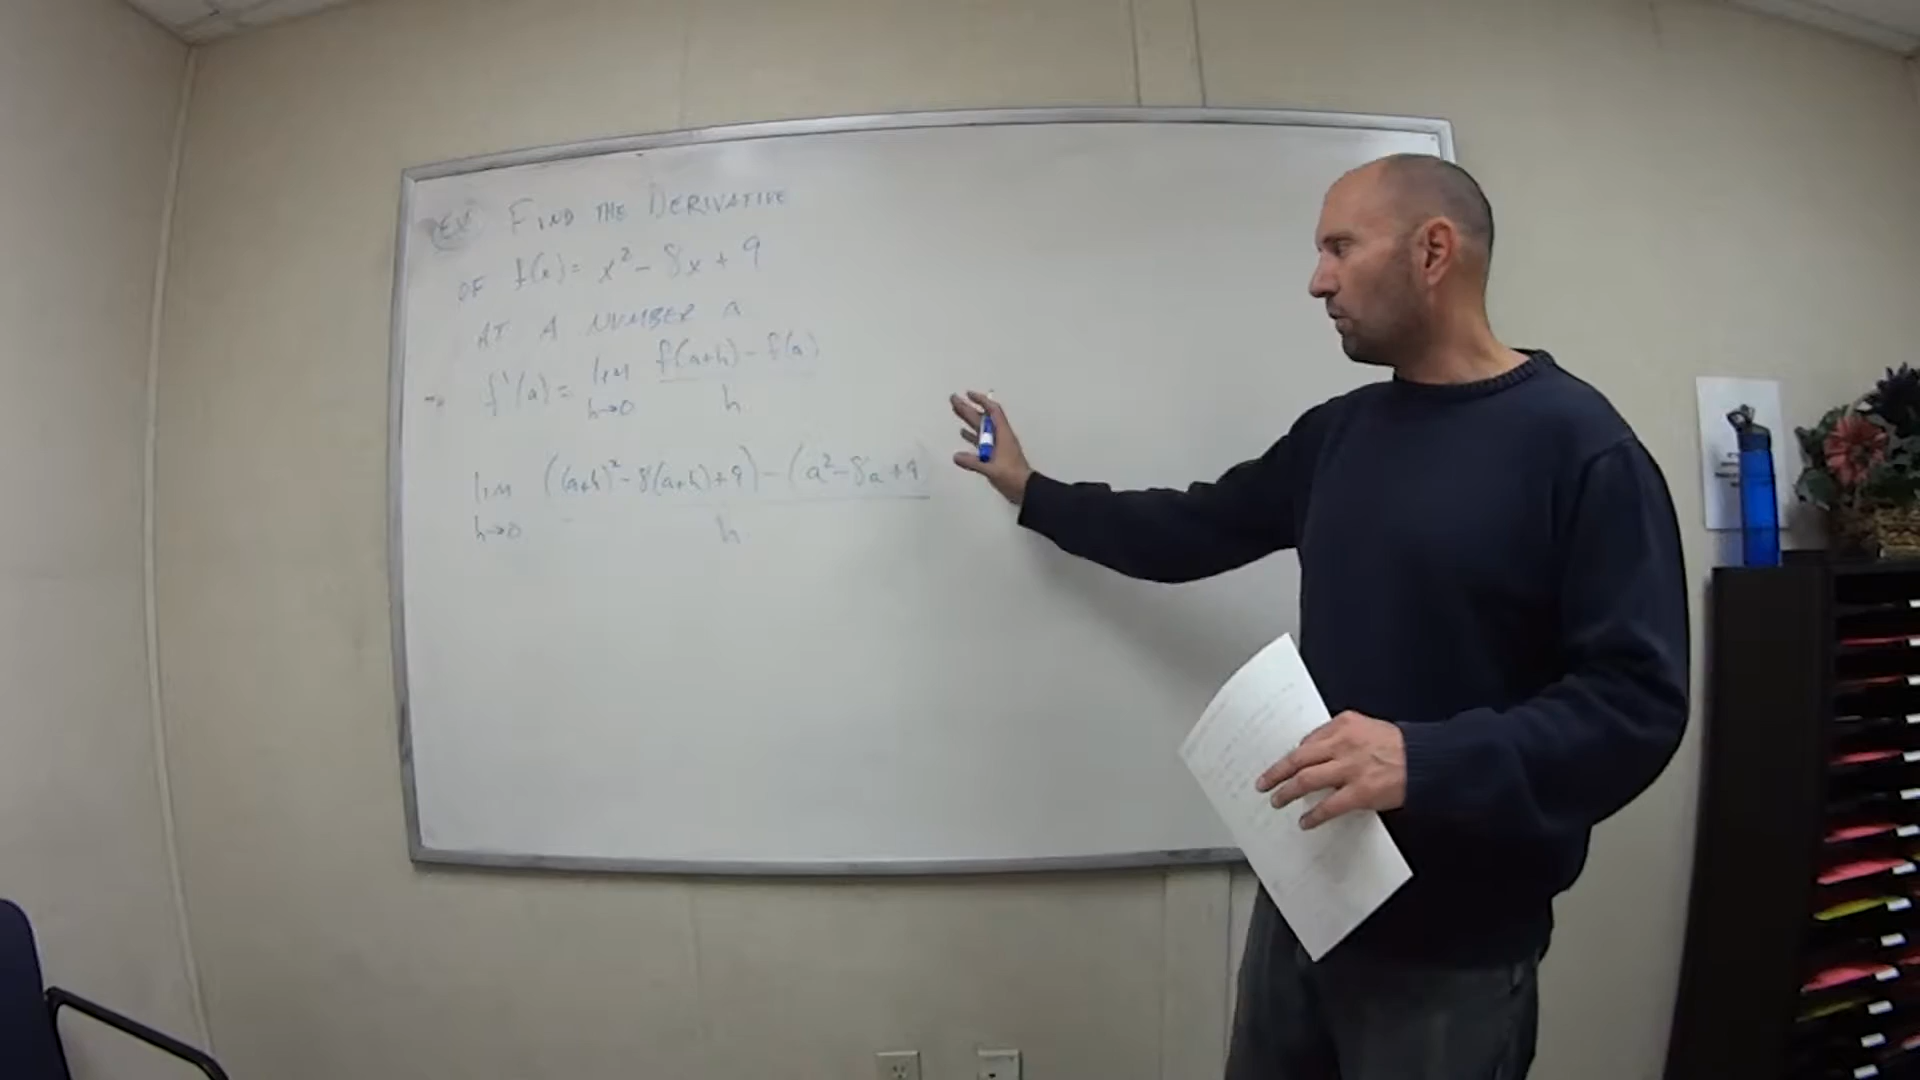 EX FIND THE DERIVATIVE
OF f(x) = x² - 8x + 9
AT A NUMBER a
→ f'(a) = lim h→0 f(a+h) - f(a) / h
lim h→0 ((a+h)² - 8(a+h) + 9) - (a² - 8a + 9) / h